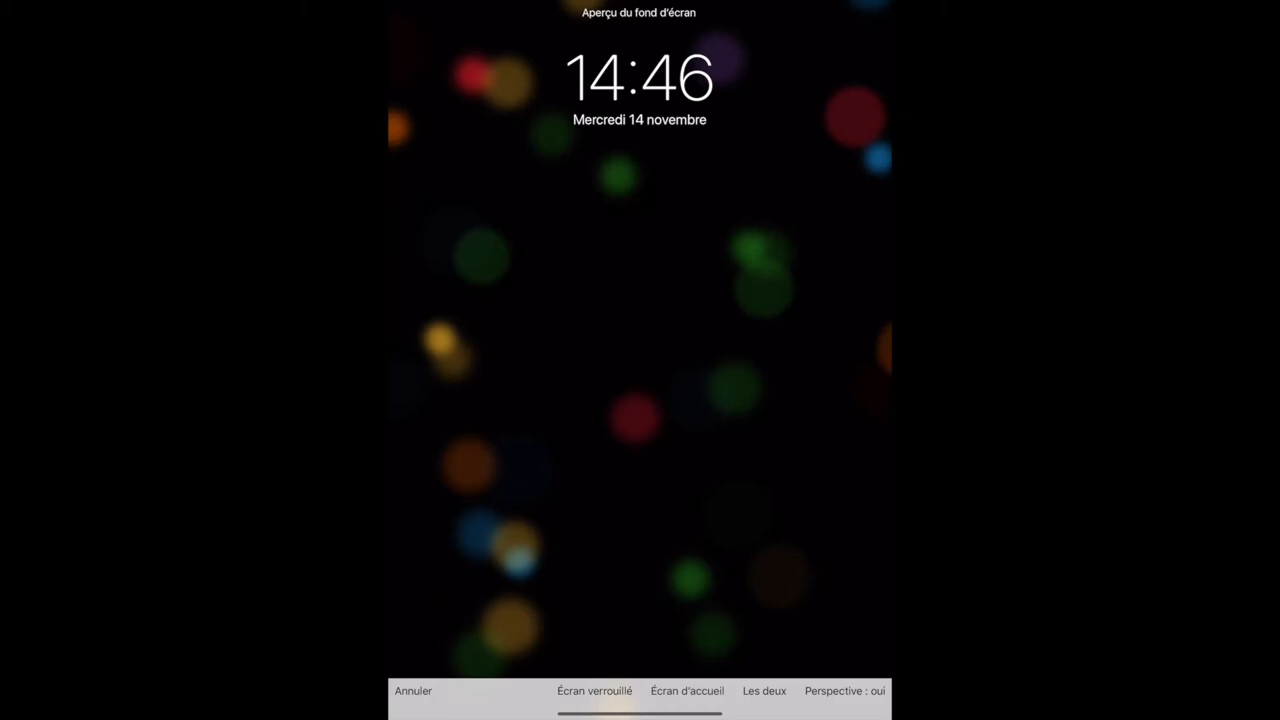 Aperçu du fond d'écran
14:46
Mercredi 14 novembre
Annuler
Écran verrouillé
Écran d'accueil
Les deux
Perspective : oui